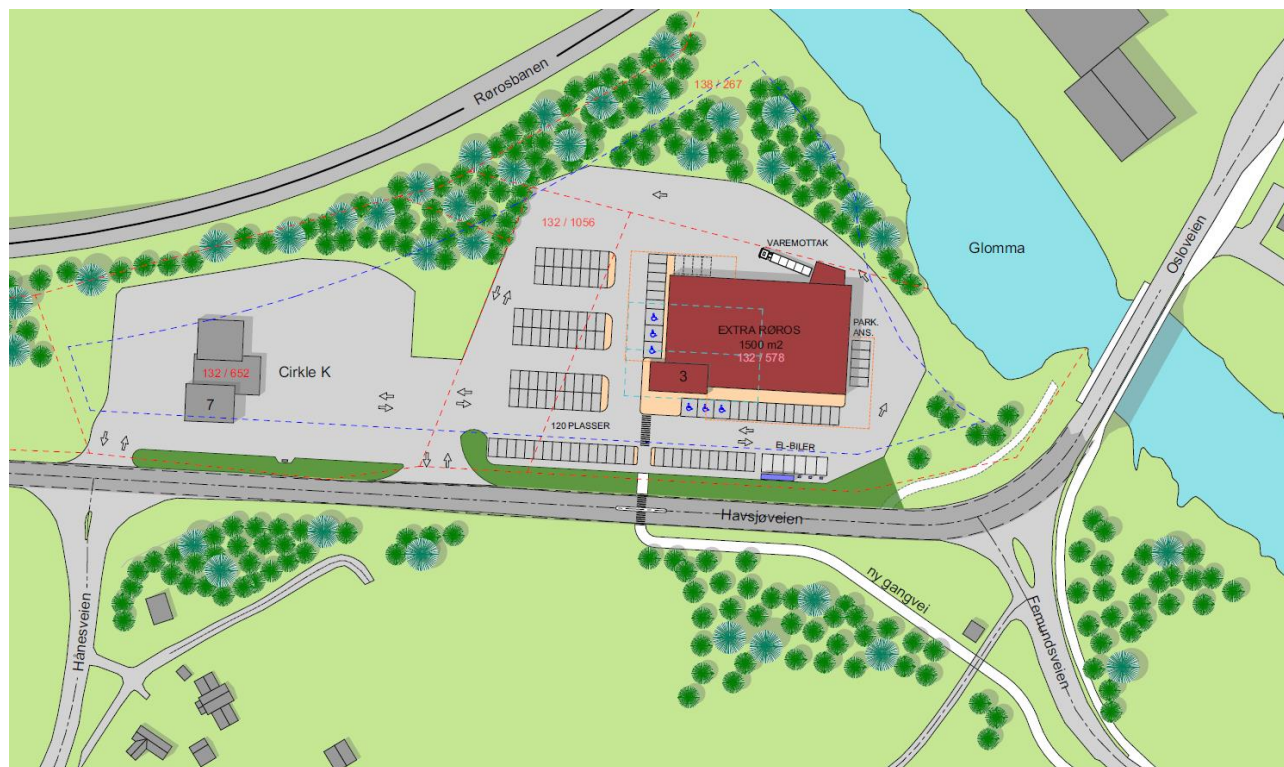 Rørosbanen
138 / 267
132 / 1056
Glomma
Osloveien
VAREMOTTAK
EXTRA RØROS
1500 m2
132 / 578
PARK.
ANS.
3
132 / 652
Cirkle K
7
120 PLASSER
EL-BILER
Havsjøveien
ny gangvei
Hånesveien
Femundsveien